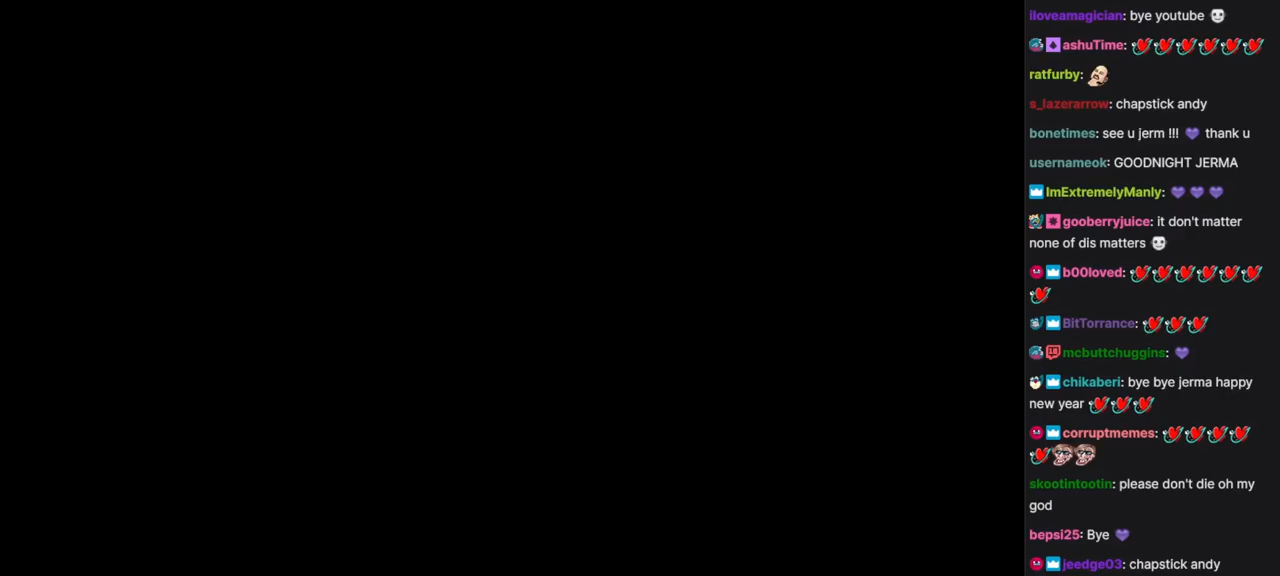 iloveamagician: bye youtube
ashuTime:
ratfurby:
s_lazerarrow: chapstick andy
bonetimes: see u jerm !!! 💜 thank u
usernameok: GOODNIGHT JERMA
ImExtremelyManly: 💜 💜 💜
gooberryjuice: it don't matter
none of dis matters
b00loved:
BitTorrance:
18 mcbuttchuggins: 💜
chikaberi: bye bye jerma happy
new year
corruptmemes:
skootintootin: please don't die oh my
god
bepsi25: Bye 💜
jeedge03: chapstick andy